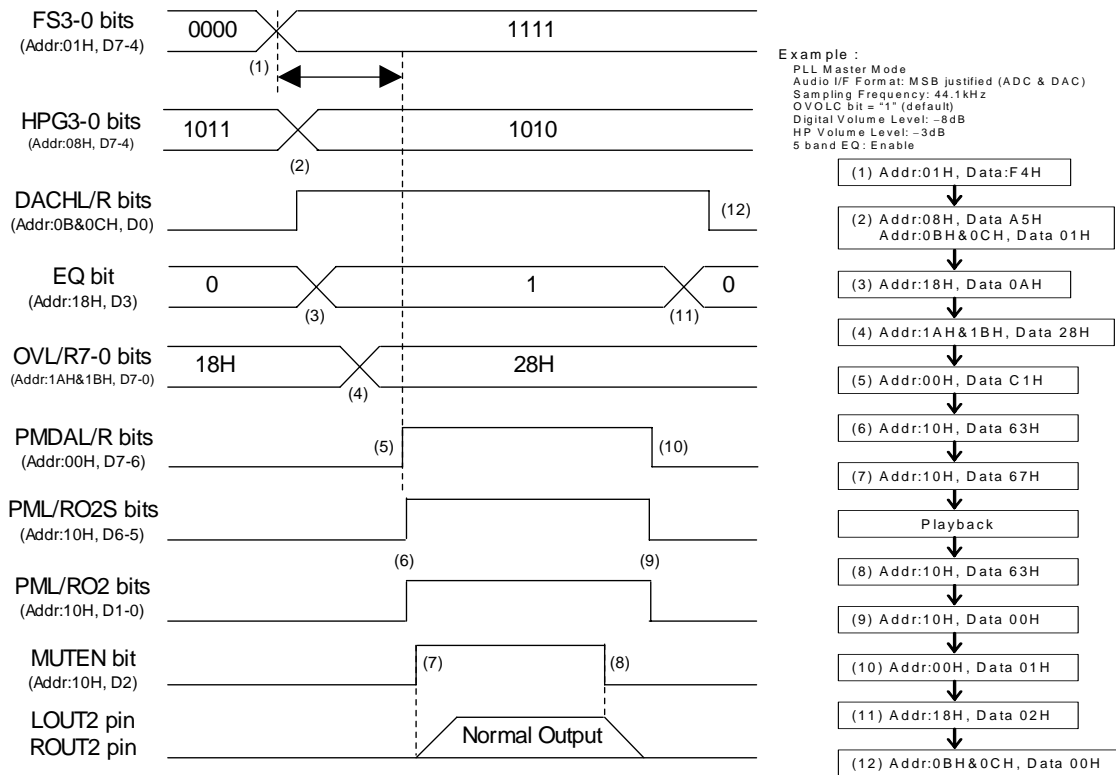 FS3-0 bits
(Addr:01H, D7-4)
0000
1111
(1)
HPG3-0 bits
(Addr:08H, D7-4)
1011
1010
(2)
DACHL/R bits
(Addr:0B&0CH, D0)
(12)
EQ bit
(Addr:18H, D3)
0
1
0
(3)
(11)
OVL/R7-0 bits
(Addr:1AH&1BH, D7-0)
18H
28H
(4)
PMDAL/R bits
(Addr:00H, D7-6)
(5)
(10)
PML/RO2S bits
(Addr:10H, D6-5)
(6)
(9)
PML/RO2 bits
(Addr:10H, D1-0)
MUTEN bit
(Addr:10H, D2)
(7)
(8)
LOUT2 pin
ROUT2 pin
Normal Output
Example :
PLL Master Mode
Audio I/F Format: MSB justified (ADC & DAC)
Sampling Frequency: 44.1kHz
OVOLC bit = “1” (default)
Digital Volume Level: −8dB
HP Volume Level: −3dB
5 band EQ: Enable
(1) Addr:01H, Data:F4H
(2) Addr:08H, Data A5H
Addr:0BH&0CH, Data 01H
(3) Addr:18H, Data 0AH
(4) Addr:1AH&1BH, Data 28H
(5) Addr:00H, Data C1H
(6) Addr:10H, Data 63H
(7) Addr:10H, Data 67H
Playback
(8) Addr:10H, Data 63H
(9) Addr:10H, Data 00H
(10) Addr:00H, Data 01H
(11) Addr:18H, Data 02H
(12) Addr:0BH&0CH, Data 00H